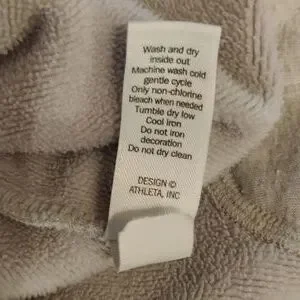 Wash and dry
inside out
Machine wash cold
gentle cycle
Only non-chlorine
bleach when needed
Tumble dry low
Cool iron
Do not iron
decoration
Do not dry clean
DESIGN ©
ATHLETA, INC